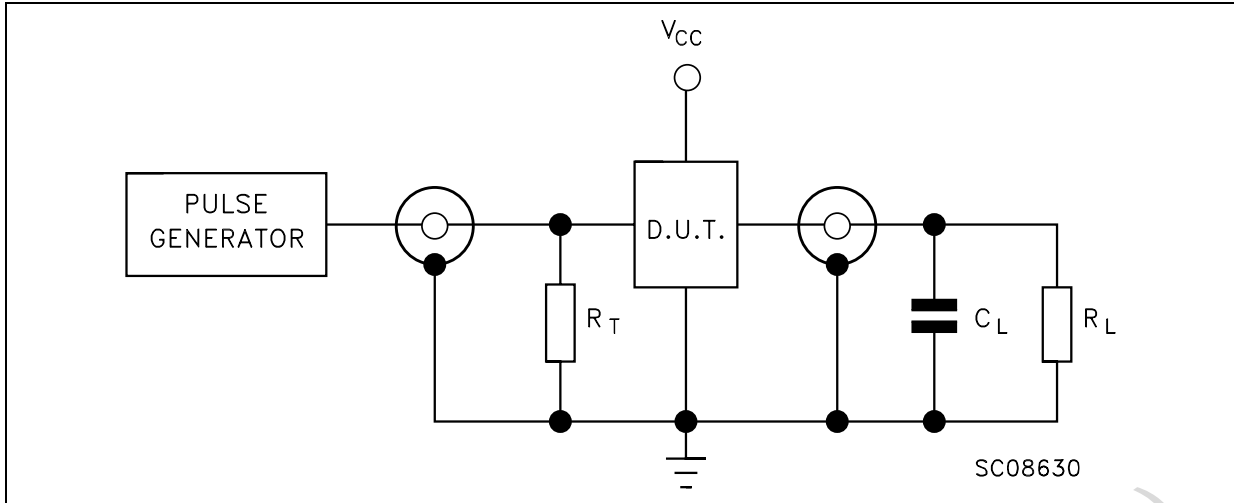 VCC
PULSE
GENERATOR
D.U.T.
RT
CL
RL
SC08630